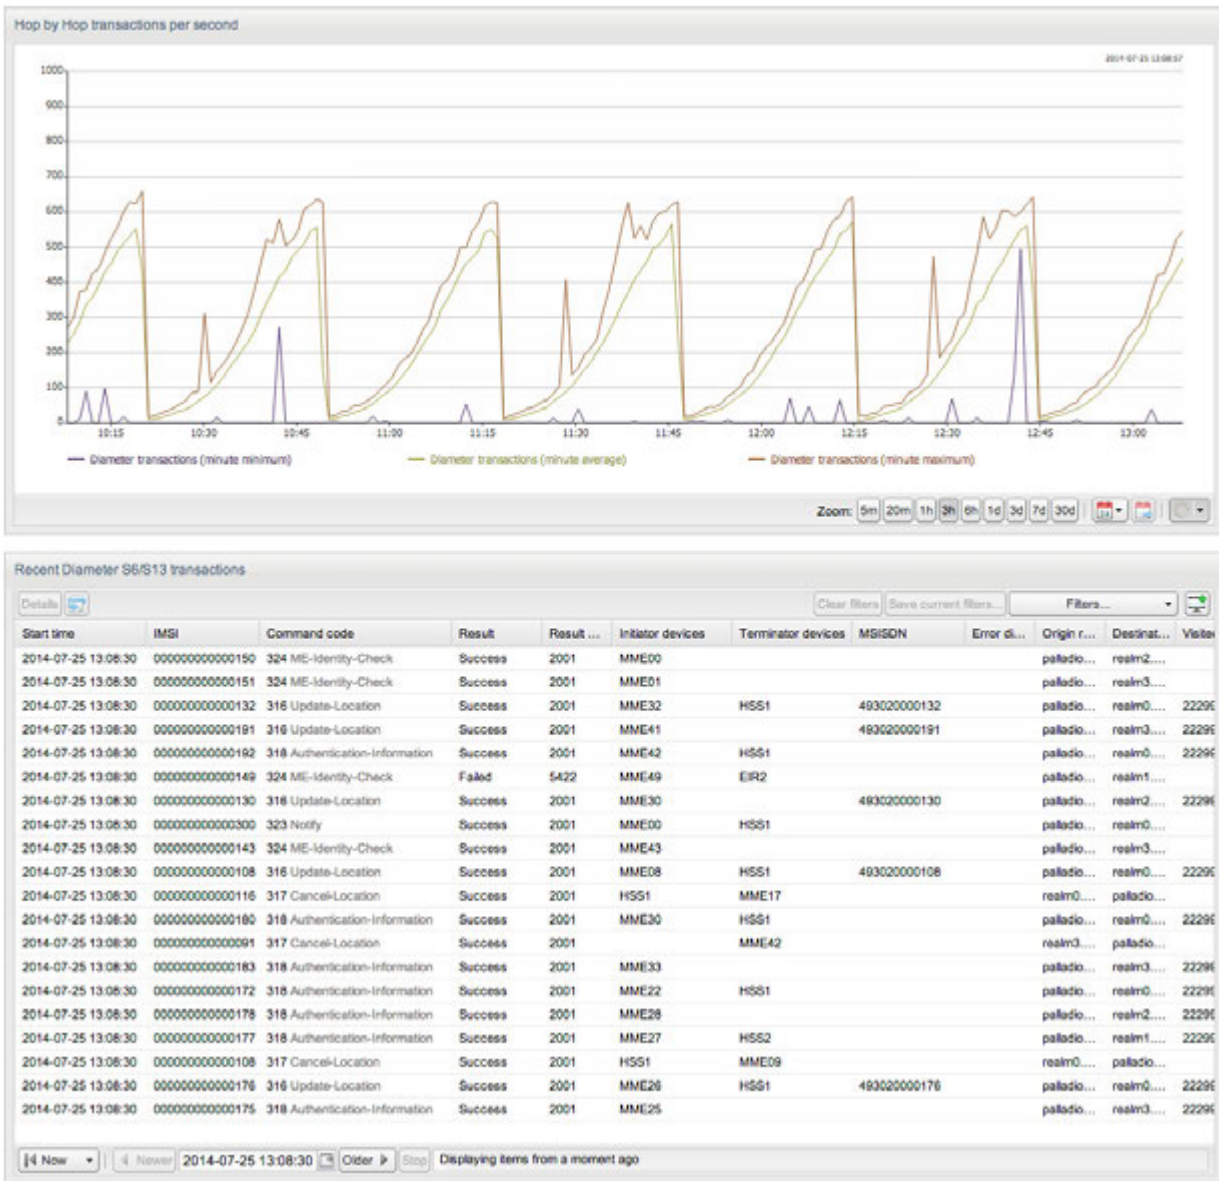 Hop by Hop transactions per second
2014-07-25 13:08:57
1000
900
800
700
600
500
400
300
200
100
0
10:15 10:30 10:45 11:00 11:15 11:30 11:45 12:00 12:15 12:30 12:45 13:00
Diameter transactions (minute minimum) Diameter transactions (minute average) Diameter transactions (minute maximum)
Zoom: 5m 20m 1h 3h 6h 1d 3d 7d 30d
Recent Diameter S6/S13 transactions
Details Clear filters Save current filters... Filters...
Start time IMSI Command code Result Result ... Initiator devices Terminator devices MSISDN Error di... Origin r... Destinat... Visited
2014-07-25 13:08:30 000000000000150 324 ME-Identity-Check Success 2001 MME00 palladio... realm2....
2014-07-25 13:08:30 000000000000151 324 ME-Identity-Check Success 2001 MME01 palladio... realm3....
2014-07-25 13:08:30 000000000000132 316 Update-Location Success 2001 MME32 HSS1 493020000132 palladio... realm0.... 22299
2014-07-25 13:08:30 000000000000191 316 Update-Location Success 2001 MME41 493020000191 palladio... realm3.... 22299
2014-07-25 13:08:30 000000000000192 318 Authentication-Information Success 2001 MME42 HSS1 palladio... realm0.... 22299
2014-07-25 13:08:30 000000000000149 324 ME-Identity-Check Failed 5422 MME49 EIR2 palladio... realm1....
2014-07-25 13:08:30 000000000000130 316 Update-Location Success 2001 MME30 493020000130 palladio... realm2.... 22299
2014-07-25 13:08:30 000000000000300 323 Notify Success 2001 MME00 HSS1 palladio... realm0....
2014-07-25 13:08:30 000000000000143 324 ME-Identity-Check Success 2001 MME43 palladio... realm3....
2014-07-25 13:08:30 000000000000108 316 Update-Location Success 2001 MME08 HSS1 493020000108 palladio... realm0.... 22299
2014-07-25 13:08:30 000000000000116 317 Cancel-Location Success 2001 HSS1 MME17 realm0.... palladio...
2014-07-25 13:08:30 000000000000180 318 Authentication-Information Success 2001 MME30 HSS1 palladio... realm0.... 22299
2014-07-25 13:08:30 000000000000091 317 Cancel-Location Success 2001 MME42 realm3.... palladio...
2014-07-25 13:08:30 000000000000183 318 Authentication-Information Success 2001 MME33 palladio... realm3.... 22299
2014-07-25 13:08:30 000000000000172 318 Authentication-Information Success 2001 MME22 HSS1 palladio... realm0.... 22299
2014-07-25 13:08:30 000000000000178 318 Authentication-Information Success 2001 MME28 palladio... realm2.... 22299
2014-07-25 13:08:30 000000000000177 318 Authentication-Information Success 2001 MME27 HSS2 palladio... realm1.... 22299
2014-07-25 13:08:30 000000000000108 317 Cancel-Location Success 2001 HSS1 MME09 realm0.... palladio...
2014-07-25 13:08:30 000000000000176 316 Update-Location Success 2001 MME26 HSS1 493020000176 palladio... realm0.... 22299
2014-07-25 13:08:30 000000000000175 318 Authentication-Information Success 2001 MME25 palladio... realm3.... 22299
Now Newer 2014-07-25 13:08:30 Older Stop Displaying items from a moment ago